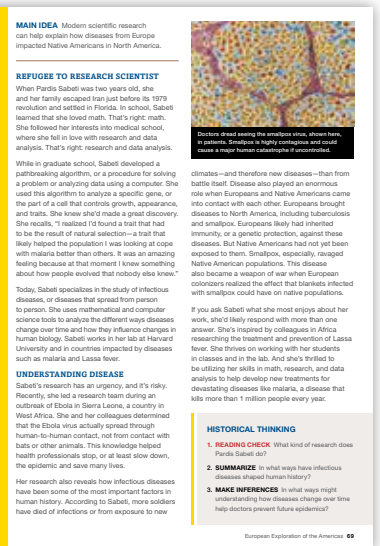 MAIN IDEA Modern scientific research
can help explain how diseases from Europe
impacted Native Americans in North America.
REFUGEE TO RESEARCH SCIENTIST
When Pardis Sabeti was two years old, she
and her family escaped Iran just before its 1979
revolution and settled in Florida. In school, Sabeti
learned that she loved math. That's right: math.
She followed her interests into medical school,
where she fell in love with research and data
analysis. That's right: research and data analysis.
While in graduate school, Sabeti developed a
pathbreaking algorithm, or a procedure for solving
a problem or analyzing data using a computer. She
used this algorithm to analyze a specific gene, or
the part of a cell that controls growth, appearance,
and traits. She knew she'd made a great discovery.
She recalls, "I realized I'd found a trait that had
to be the result of natural selection—a trait that
likely helped the population I was looking at cope
with malaria better than others. It was an amazing
feeling because at that moment I knew something
about how people evolved that nobody else knew."
Today, Sabeti specializes in the study of infectious
diseases, or diseases that spread from person
to person. She uses mathematical and computer
science tools to analyze the different ways diseases
change over time and how they influence changes in
human biology. Sabeti works in her lab at Harvard
University and in countries impacted by diseases
such as malaria and Lassa fever.
UNDERSTANDING DISEASE
Sabeti's research has an urgency, and it's risky.
Recently, she led a research team during an
outbreak of Ebola in Sierra Leone, a country in
West Africa. She and her colleagues determined
that the Ebola virus actually spread through
human-to-human contact, not from contact with
bats or other animals. This knowledge helped
health professionals stop, or at least slow down,
the epidemic and save many lives.
Her research also reveals how infectious diseases
have been some of the most important factors in
human history. According to Sabeti, more soldiers
have died of infections or from exposure to new
Doctors dread seeing the smallpox virus, shown here,
in patients. Smallpox is highly contagious and could
cause a major human catastrophe if uncontrolled.
climates—and therefore new diseases—than from
battle itself. Disease also played an enormous
role when Europeans and Native Americans came
into contact with each other. Europeans brought
diseases to North America, including tuberculosis
and smallpox. Europeans likely had inherited
immunity, or a genetic protection, against these
diseases. But Native Americans had not yet been
exposed to them. Smallpox, especially, ravaged
Native American populations. This disease
also became a weapon of war when European
colonizers realized the effect that blankets infected
with smallpox could have on native populations.
If you ask Sabeti what she most enjoys about her
work, she'd likely respond with more than one
answer. She's inspired by colleagues in Africa
researching the treatment and prevention of Lassa
fever. She thrives on working with her students
in classes and in the lab. And she's thrilled to
be utilizing her skills in math, research, and data
analysis to help develop new treatments for
devastating diseases like malaria, a disease that
kills more than 1 million people every year.
HISTORICAL THINKING
1. READING CHECK What kind of research does
Pardis Sabeti do?
2. SUMMARIZE In what ways have infectious
diseases shaped human history?
3. MAKE INFERENCES In what ways might
understanding how diseases change over time
help doctors prevent future epidemics?
European Exploration of the Americas 69